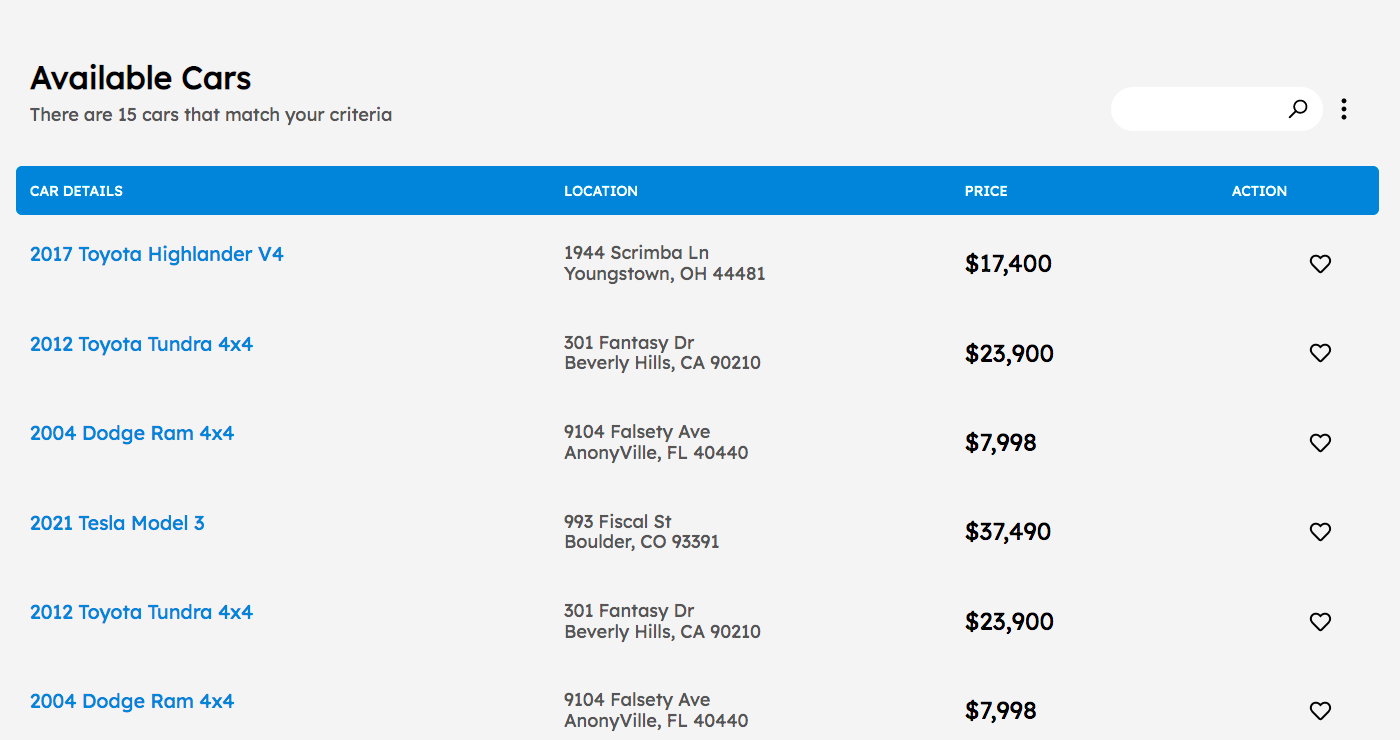 Available Cars
There are 15 cars that match your criteria
CAR DETAILS LOCATION PRICE ACTION
2017 Toyota Highlander V4 1944 Scrimba Ln
Youngstown, OH 44481 $17,400
2012 Toyota Tundra 4x4 301 Fantasy Dr
Beverly Hills, CA 90210 $23,900
2004 Dodge Ram 4x4 9104 Falsety Ave
AnonyVille, FL 40440 $7,998
2021 Tesla Model 3 993 Fiscal St
Boulder, CO 93391 $37,490
2012 Toyota Tundra 4x4 301 Fantasy Dr
Beverly Hills, CA 90210 $23,900
2004 Dodge Ram 4x4 9104 Falsety Ave
AnonyVille, FL 40440 $7,998